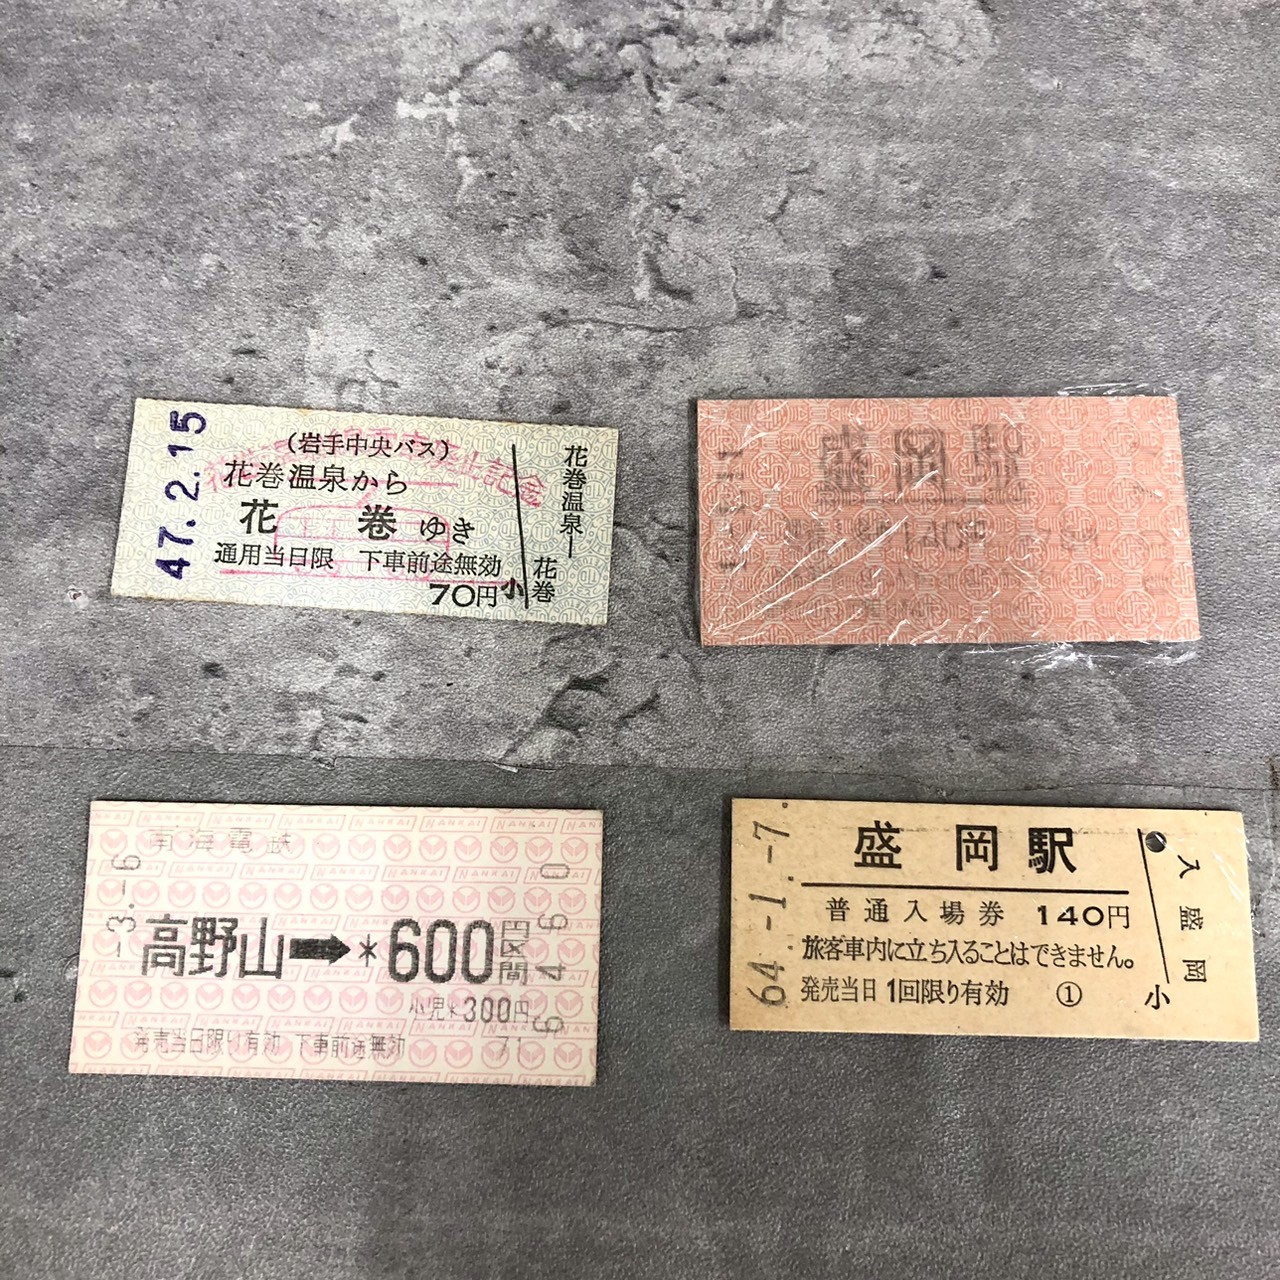 47.2.15
(岩手中央バス)
花巻温泉から
花巻ゆき
通用当日限 下車前途無効
70円
小
花巻温泉―花巻
盛岡駅
140円
南海電鉄
-3.-6
高野山➡*600区間
小児*300円
発売当日限り有効 下車前途無効
64-60
NANKAI
64.-1.-7
盛岡駅
普通入場券 140円
旅客車内に立ち入ることはできません。
発売当日1回限り有効 ①
小
入盛岡